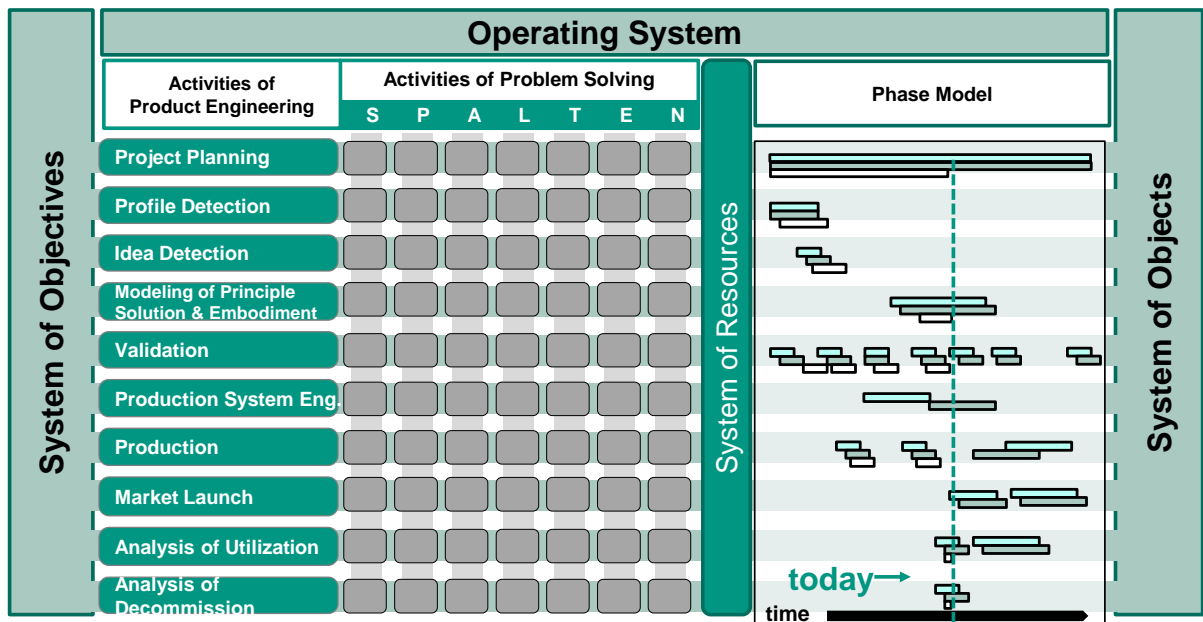 Operating System
System of Objectives
Activities of
Product Engineering
Activities of Problem Solving
S P A L T E N
System of Resources
Phase Model
System of Objects
Project Planning
Profile Detection
Idea Detection
Modeling of Principle
Solution & Embodiment
Validation
Production System Eng.
Production
Market Launch
Analysis of Utilization
Analysis of
Decommission
today
time